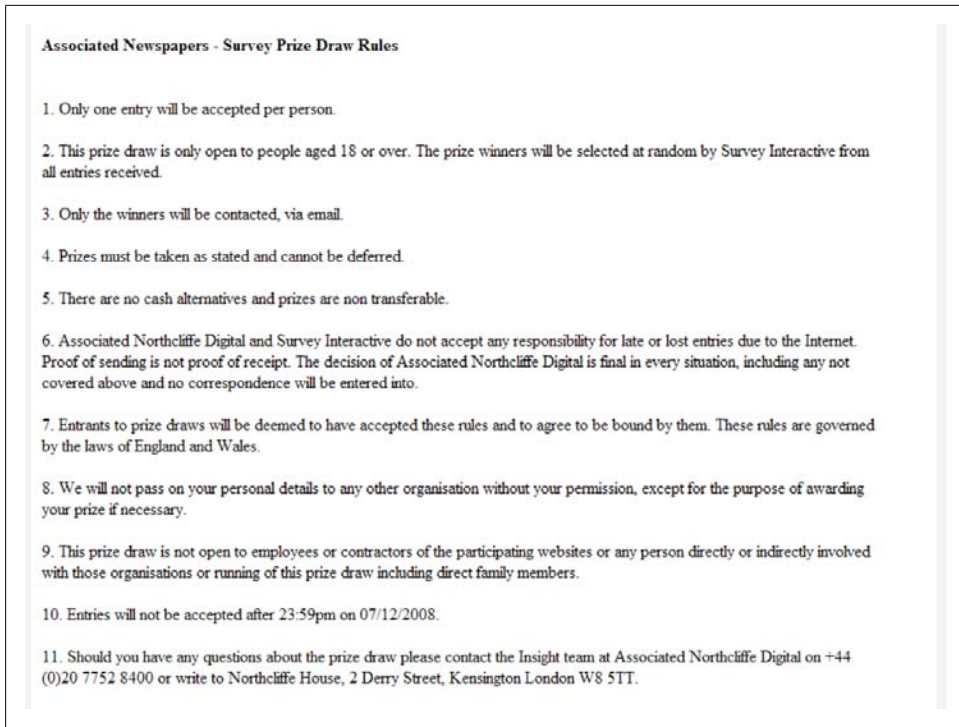 Associated Newspapers - Survey Prize Draw Rules
1. Only one entry will be accepted per person.
2. This prize draw is only open to people aged 18 or over. The prize winners will be selected at random by Survey Interactive from
all entries received.
3. Only the winners will be contacted, via email.
4. Prizes must be taken as stated and cannot be deferred.
5. There are no cash alternatives and prizes are non transferable.
6. Associated Northcliffe Digital and Survey Interactive do not accept any responsibility for late or lost entries due to the Internet.
Proof of sending is not proof of receipt. The decision of Associated Northcliffe Digital is final in every situation, including any not
covered above and no correspondence will be entered into.
7. Entrants to prize draws will be deemed to have accepted these rules and to agree to be bound by them. These rules are governed
by the laws of England and Wales.
8. We will not pass on your personal details to any other organisation without your permission, except for the purpose of awarding
your prize if necessary.
9. This prize draw is not open to employees or contractors of the participating websites or any person directly or indirectly involved
with those organisations or running of this prize draw including direct family members.
10. Entries will not be accepted after 23:59pm on 07/12/2008.
11. Should you have any questions about the prize draw please contact the Insight team at Associated Northcliffe Digital on +44
(0)20 7752 8400 or write to Northcliffe House, 2 Derry Street, Kensington London W8 5TT.